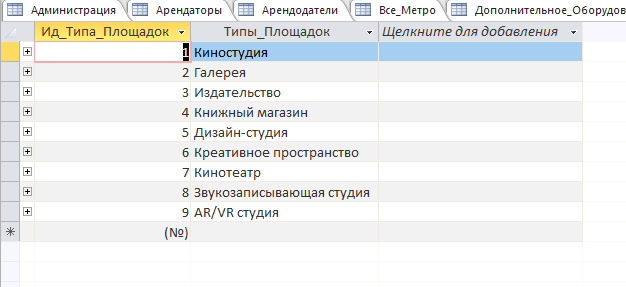 Администрация Арендаторы Арендодатели Все_Метро Дополнительное_Оборудов
Ид_Типа_Площадок Типы_Площадок Щелкните для добавления
1 Киностудия
2 Галерея
3 Издательство
4 Книжный магазин
5 Дизайн-студия
6 Креативное пространство
7 Кинотеатр
8 Звукозаписывающая студия
9 AR/VR студия
(№)